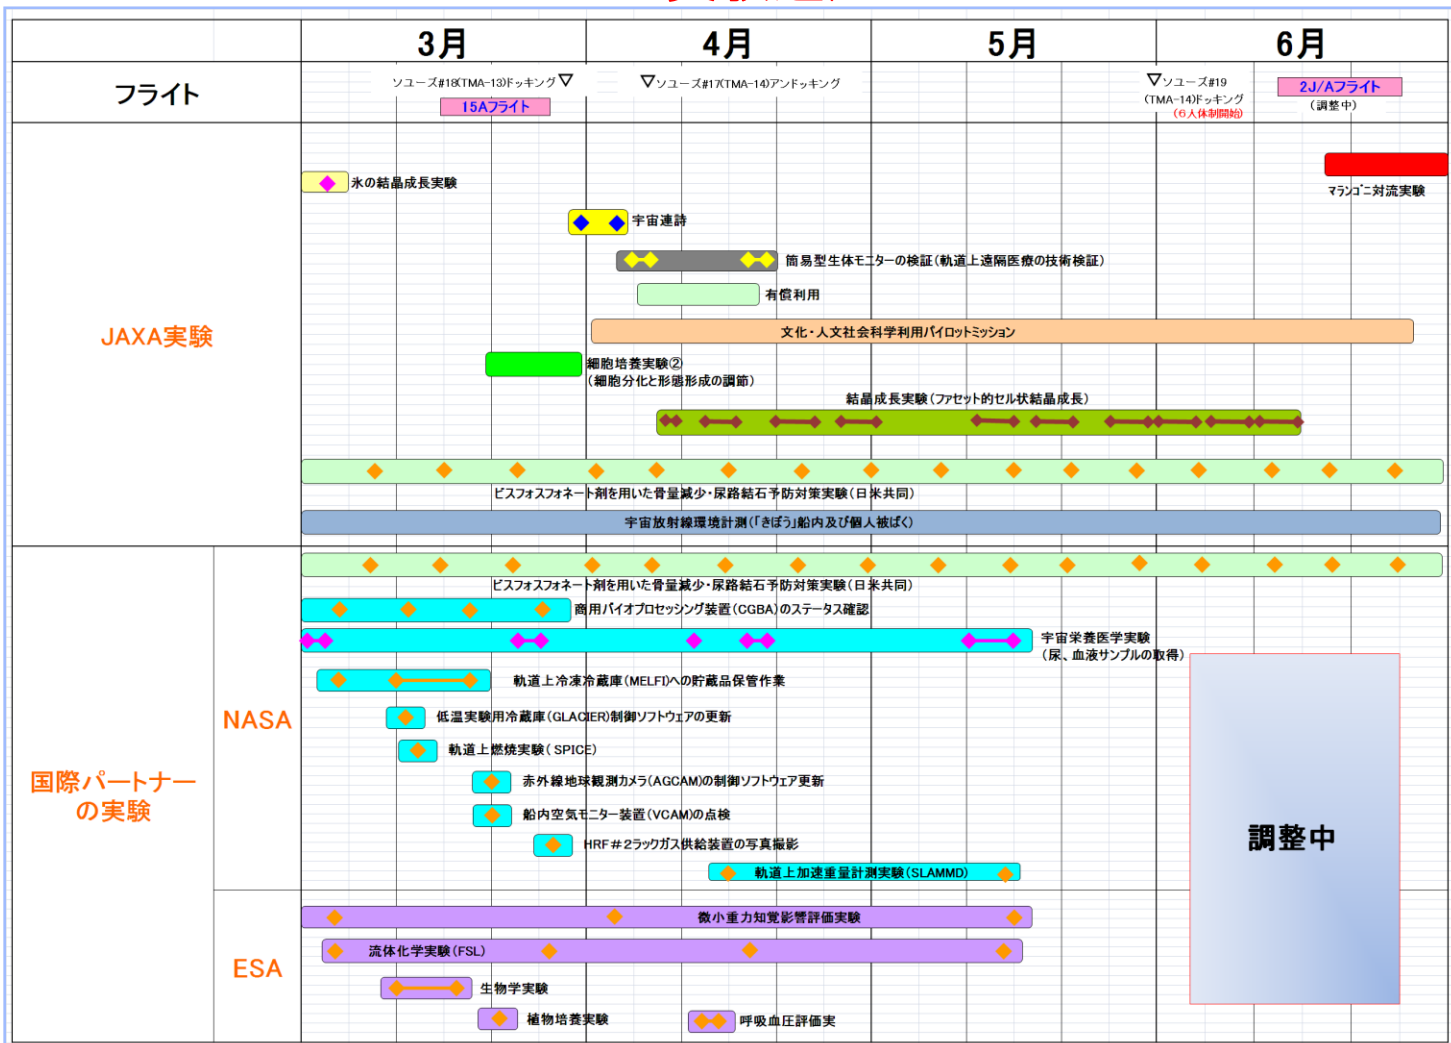 3月 4月 5月 6月
フライト
ソユーズ#18(TMA-13)ドッキング▽
▽ソユーズ#17(TMA-14)アンドッキング
▽ソユーズ#19
(TMA-14)ドッキング
(6人体制開始)
15Aフライト
2J/Aフライト
(調整中)
JAXA実験
氷の結晶成長実験
マランゴニ対流実験
宇宙連詩
簡易型生体モニターの検証(軌道上遠隔医療の技術検証)
有償利用
文化・人文社会科学利用パイロットミッション
細胞培養実験②
(細胞分化と形態形成の調節)
結晶成長実験(ファセット的セル状結晶成長)
ビスフォスフォネート剤を用いた骨量減少・尿路結石予防対策実験(日米共同)
宇宙放射線環境計測(「きぼう」船内及び個人被ばく)
国際パートナー
の実験
NASA
ビスフォスフォネート剤を用いた骨量減少・尿路結石予防対策実験(日米共同)
商用バイオプロセッシング装置(CGBA)のステータス確認
宇宙栄養医学実験
(尿、血液サンプルの取得)
軌道上冷凍冷蔵庫(MELFI)への貯蔵品保管作業
低温実験用冷蔵庫(GLACIER)制御ソフトウェアの更新
軌道上燃焼実験(SPICE)
赤外線地球観測カメラ(AGCAM)の制御ソフトウェア更新
船内空気モニター装置(VCAM)の点検
HRF#2ラックガス供給装置の写真撮影
軌道上加速重量計測実験(SLAMMD)
調整中
ESA
微小重力知覚影響評価実験
流体化学実験(FSL)
生物学実験
植物培養実験
呼吸血圧評価実